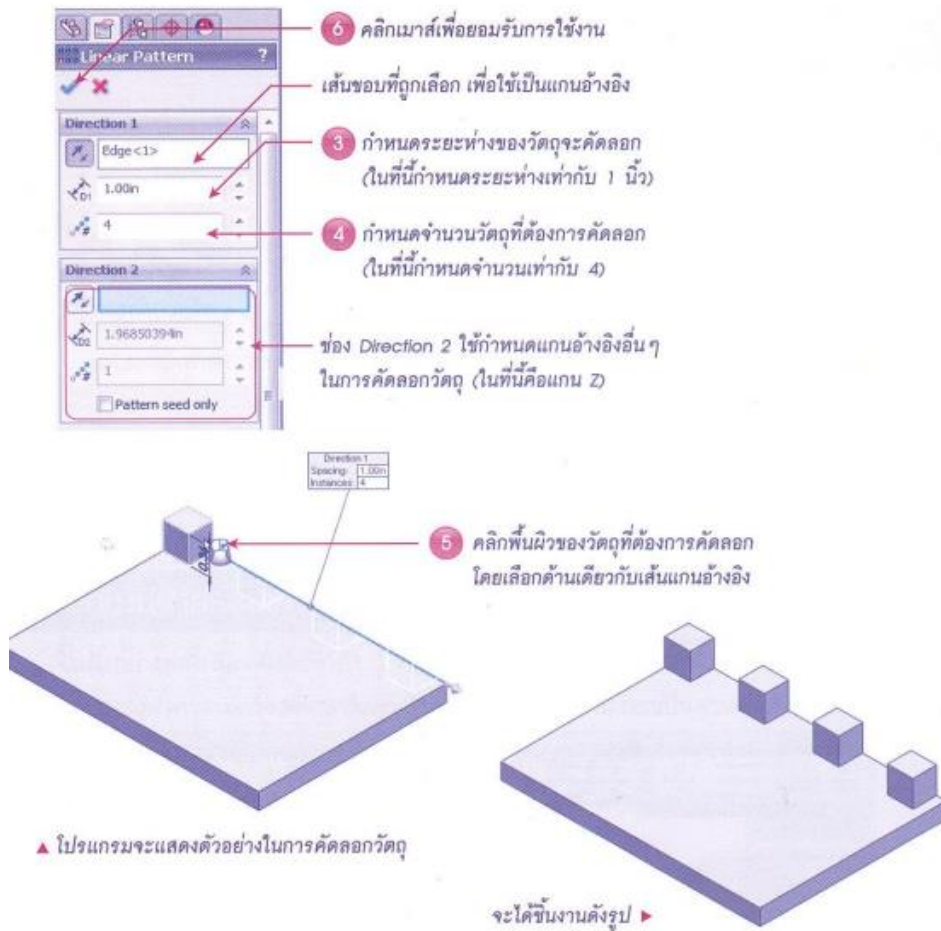 6 คลิกเมาส์เพื่อยอมรับการใช้งาน
Linear Pattern ?
เส้นขอบที่ถูกเลือก เพื่อใช้เป็นแกนอ้างอิง
Direction 1
Edge<1>
3 กำหนดระยะห่างของวัตถุจะคัดลอก
(ในที่นี้กำหนดระยะห่างเท่ากับ 1 นิ้ว)
D1 1.00in
4 กำหนดจำนวนวัตถุที่ต้องการคัดลอก
(ในที่นี้กำหนดจำนวนเท่ากับ 4)
# 4
Direction 2
D2 1.96850394in
ช่อง Direction 2 ใช้กำหนดแกนอ้างอิงอื่นๆ
ในการคัดลอกวัตถุ (ในที่นี้คือแกน Z)
# 1
Pattern seed only
Direction 1
Spacing: 1.00in
Instances: 4
5 คลิกพื้นผิวของวัตถุที่ต้องการคัดลอก
โดยเลือกด้านเดียวกับเส้นแกนอ้างอิง
▲ โปรแกรมจะแสดงตัวอย่างในการคัดลอกวัตถุ
จะได้ชิ้นงานดังรูป ▶